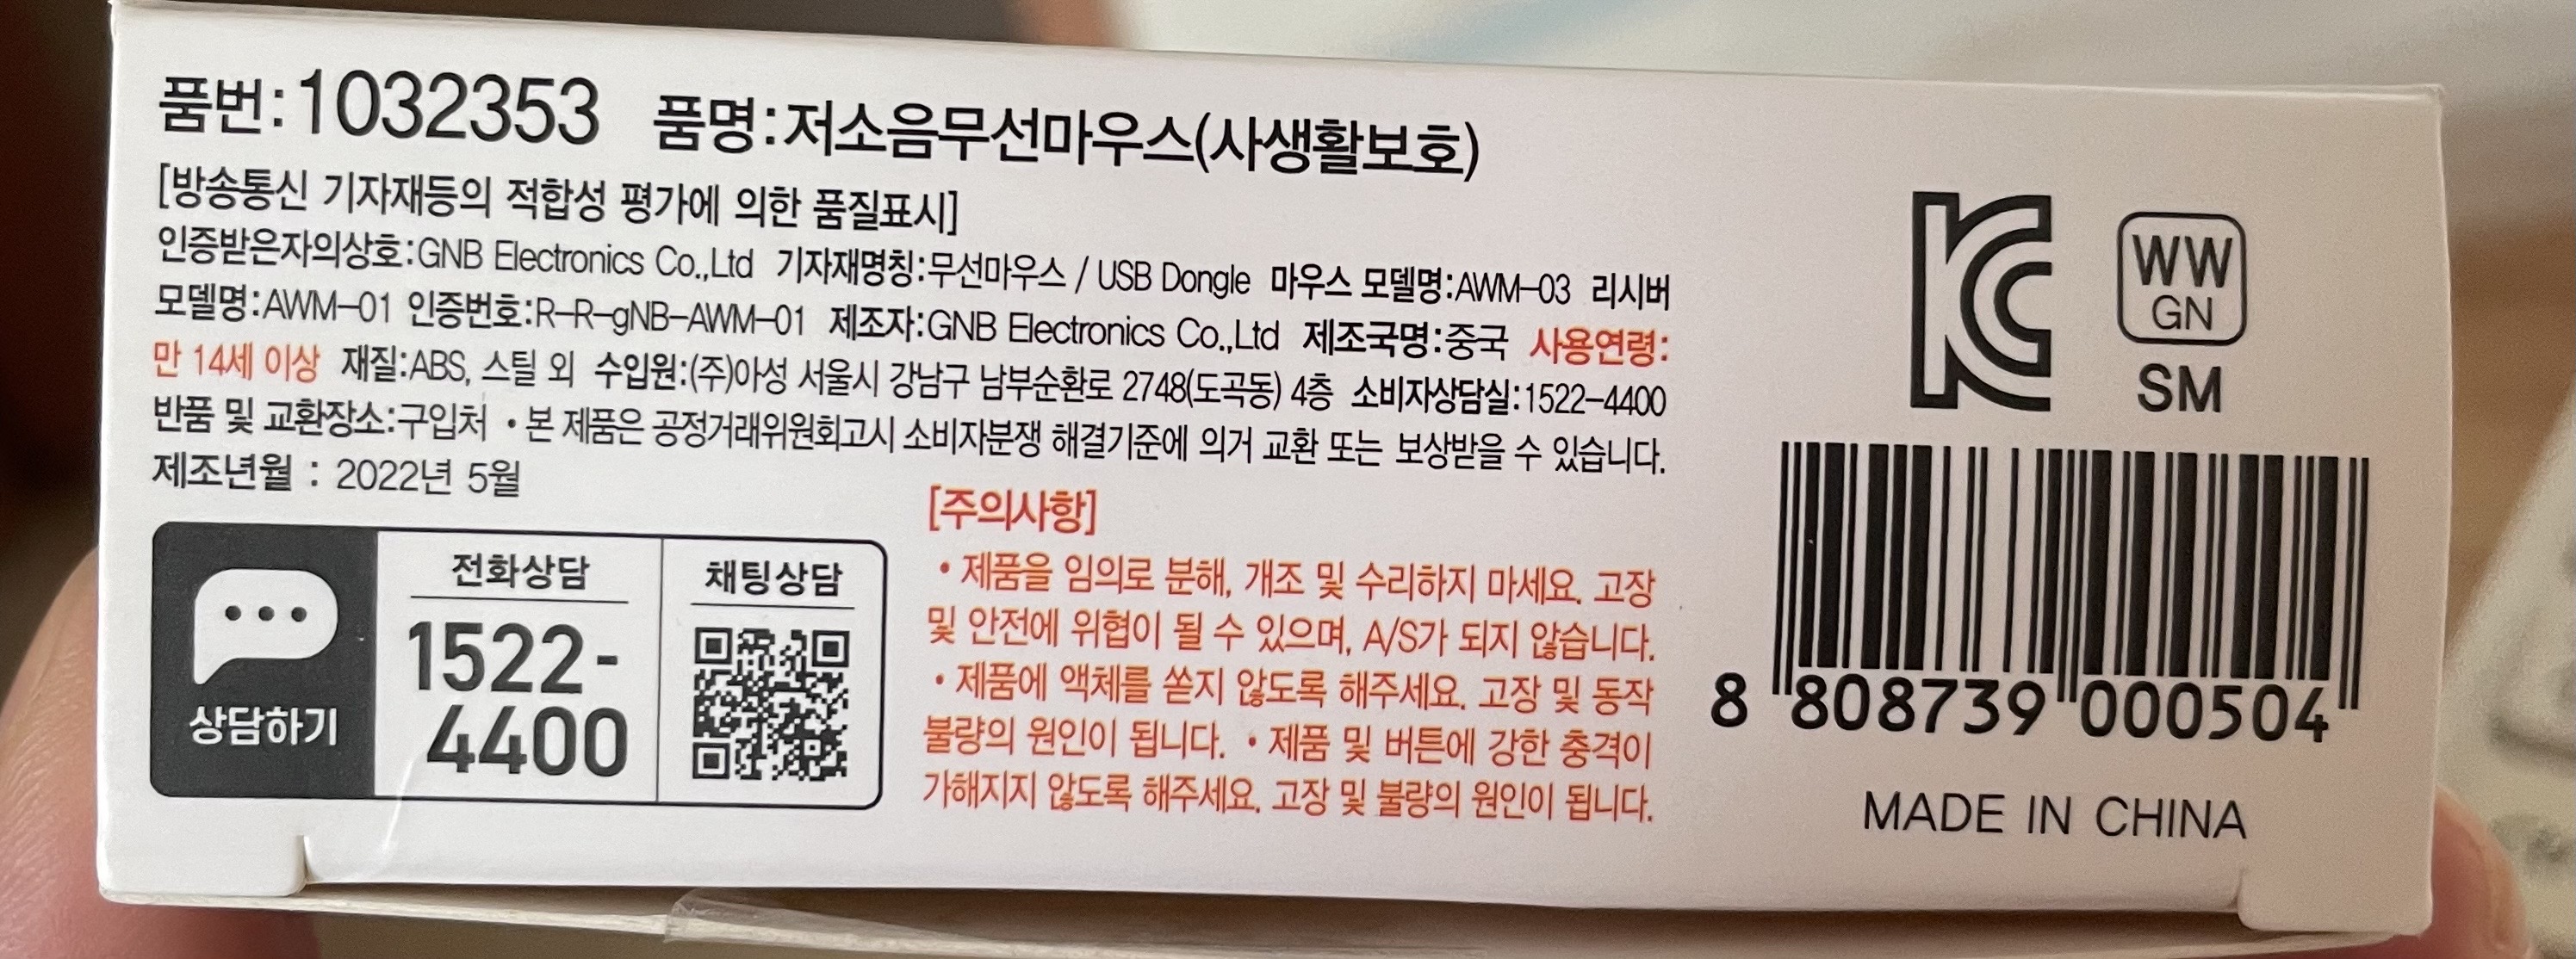 품번:1032353 품명:저소음무선마우스(사생활보호)
[방송통신 기자재등의 적합성 평가에 의한 품질표시]
인증받은자의상호:GNB Electronics Co.,Ltd 기자재명칭:무선마우스 / USB Dongle 마우스 모델명:AWM-03 리시버
모델명:AWM-01 인증번호:R-R-gNB-AWM-01 제조자:GNB Electronics Co.,Ltd 제조국명:중국 사용연령:
만 14세 이상 재질:ABS, 스틸 외 수입원:(주)아성 서울시 강남구 남부순환로 2748(도곡동) 4층 소비자상담실:1522-4400
반품 및 교환장소:구입처 • 본 제품은 공정거래위원회고시 소비자분쟁 해결기준에 의거 교환 또는 보상받을 수 있습니다.
제조년월 : 2022년 5월
상담하기
전화상담
1522-
4400
채팅상담
[주의사항]
• 제품을 임의로 분해, 개조 및 수리하지 마세요. 고장
및 안전에 위협이 될 수 있으며, A/S가 되지 않습니다.
• 제품에 액체를 쏟지 않도록 해주세요. 고장 및 동작
불량의 원인이 됩니다. • 제품 및 버튼에 강한 충격이
가해지지 않도록 해주세요. 고장 및 불량의 원인이 됩니다.
KC
WW
GN
SM
8 808739 000504
MADE IN CHINA